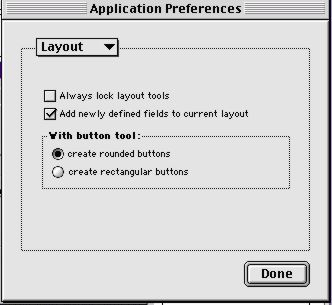 Application Preferences
Layout
Always lock layout tools
Add newly defined fields to current layout
With button tool:
create rounded buttons
create rectangular buttons
Done